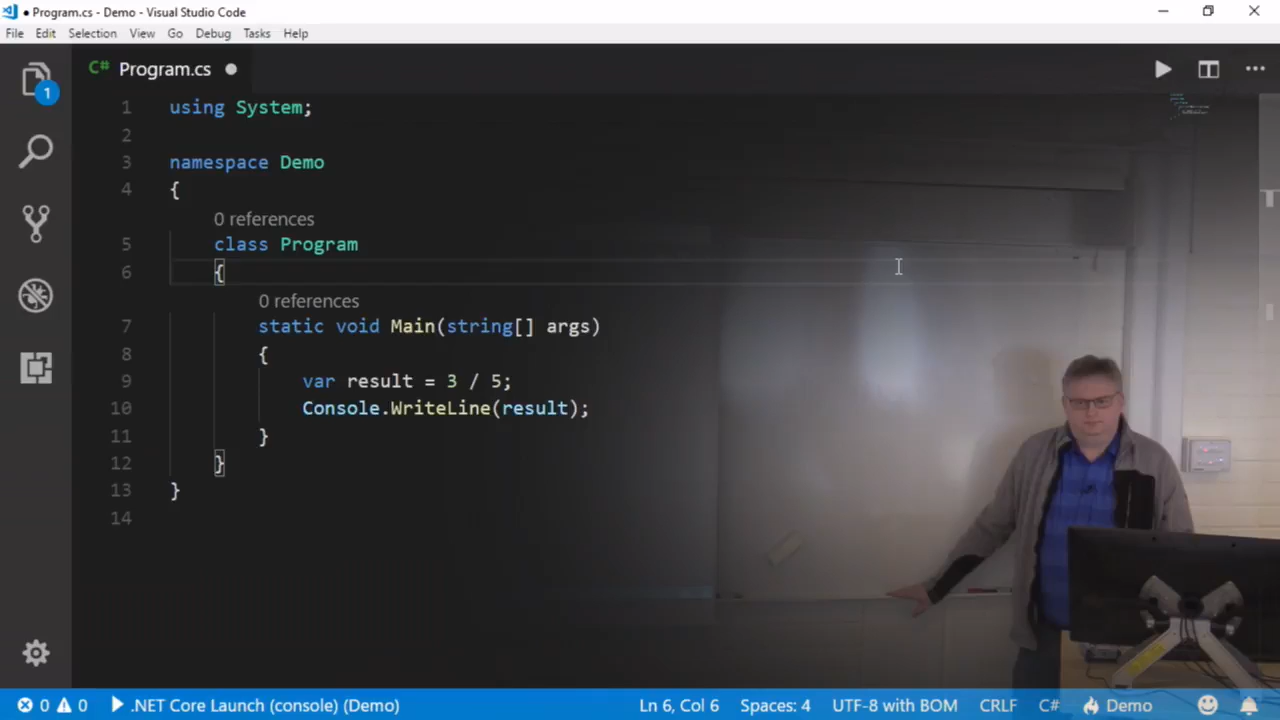 ● Program.cs - Demo - Visual Studio Code
File Edit Selection View Go Debug Tasks Help
C# Program.cs ●
1
1 using System;
2
3 namespace Demo
4 {
0 references
5 class Program
6 {
0 references
7 static void Main(string[] args)
8 {
9 var result = 3 / 5;
10 Console.WriteLine(result);
11 }
12 }
13 }
14
0 0 .NET Core Launch (console) (Demo) Ln 6, Col 6 Spaces: 4 UTF-8 with BOM CRLF C# Demo